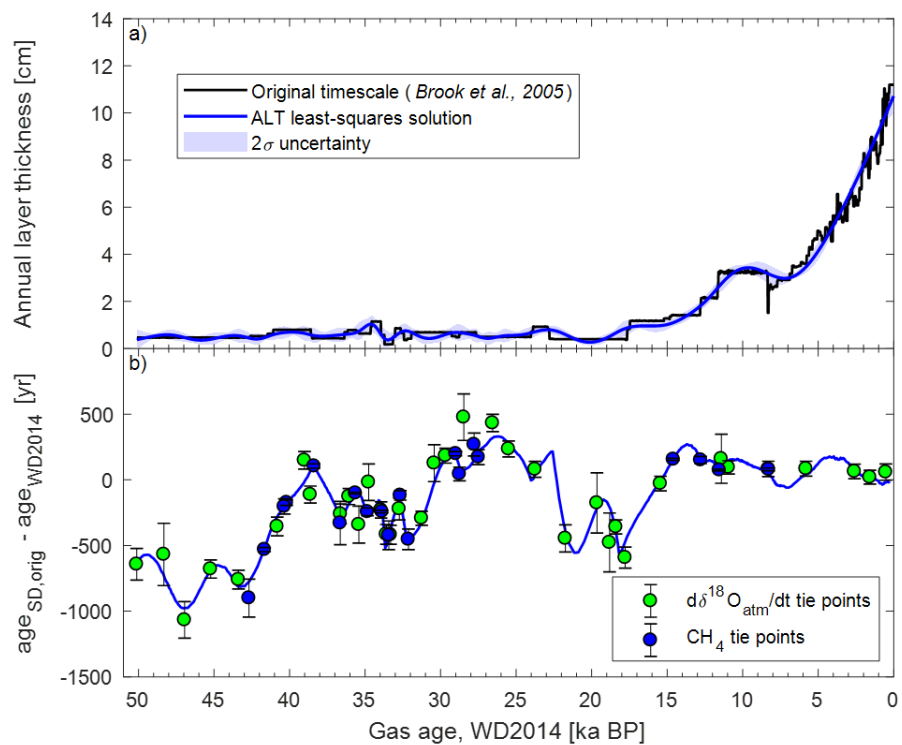 a)
Annual layer thickness [cm]
14
12
10
8
6
4
2
0
Original timescale ( Brook et al., 2005)
ALT least-squares solution
2σ uncertainty
b)
age_SD,orig - age_WD2014 [yr]
500
0
-500
-1000
-1500
dδ¹⁸O_atm/dt tie points
CH₄ tie points
50 45 40 35 30 25 20 15 10 5 0
Gas age, WD2014 [ka BP]